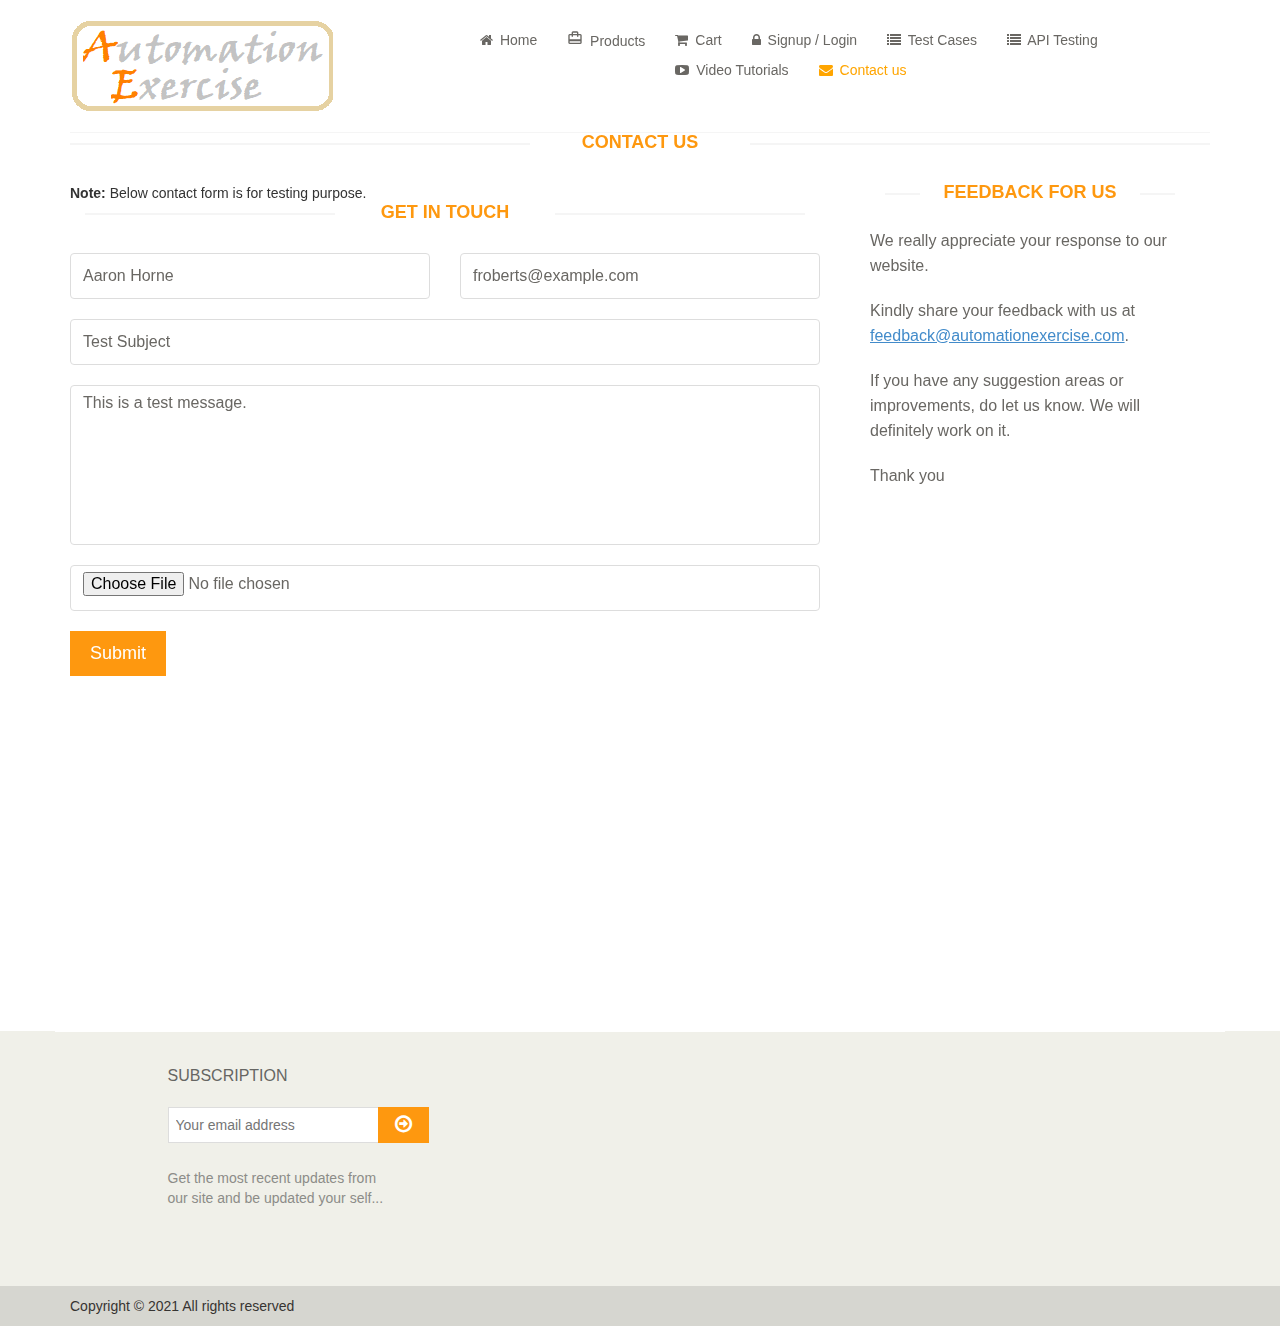 Automation
Exercise
Home
Products
Cart
Signup / Login
Test Cases
API Testing
Video Tutorials
Contact us
CONTACT US
Note: Below contact form is for testing purpose.
GET IN TOUCH
Aaron Horne
froberts@example.com
Test Subject
This is a test message.
Choose File No file chosen
Submit
FEEDBACK FOR US
We really appreciate your response to our
website.
Kindly share your feedback with us at
feedback@automationexercise.com.
If you have any suggestion areas or
improvements, do let us know. We will
definitely work on it.
Thank you
SUBSCRIPTION
Your email address
Get the most recent updates from
our site and be updated your self...
Copyright © 2021 All rights reserved